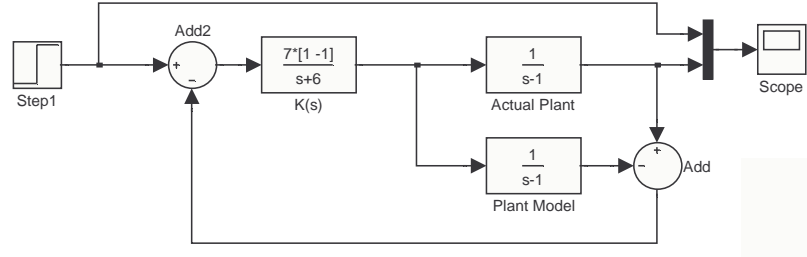 Step1
Add2
+
−
7*[1 -1]
s+6
K(s)
1
s-1
Actual Plant
1
s-1
Plant Model
+
−
Add
Scope